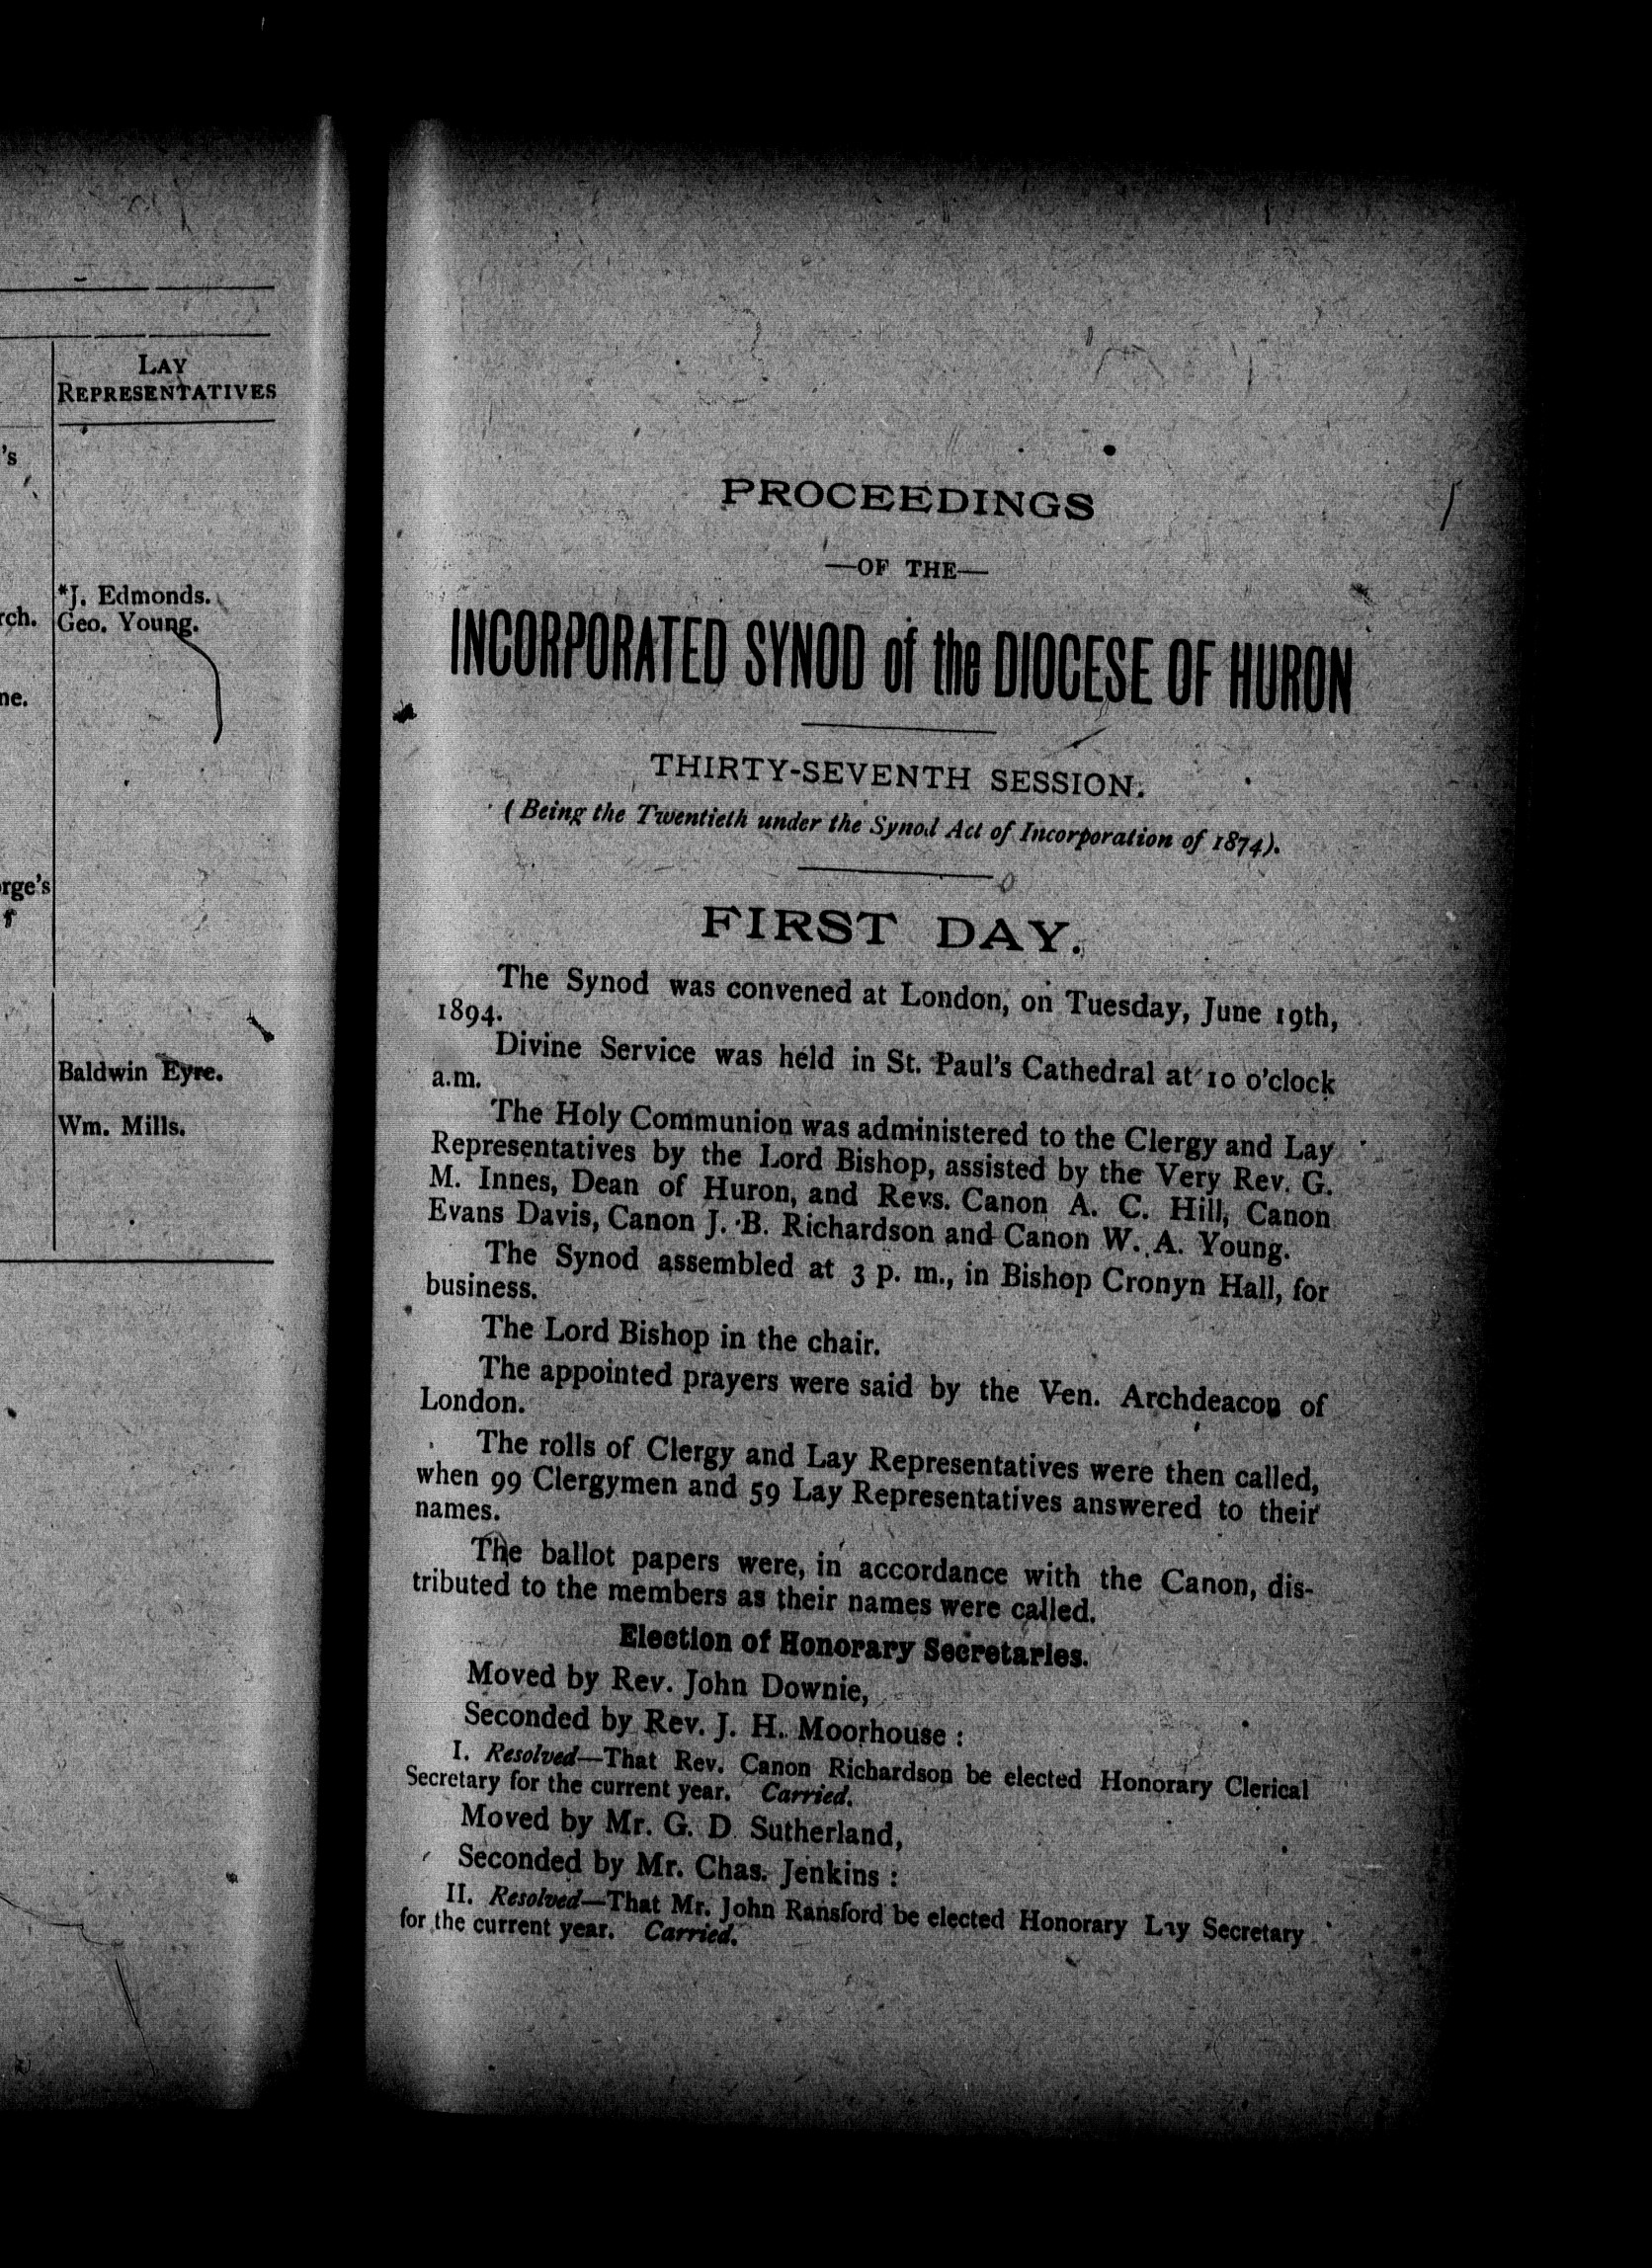 LAY
REPRESENTATIVES
's
*J. Edmonds.
rch. Geo. Young.
ne.
orge's
f
Baldwin Eyre.
Wm. Mills.
PROCEEDINGS
—OF THE—
INCORPORATED SYNOD of the DIOCESE OF HURON
THIRTY-SEVENTH SESSION.
(Being the Twentieth under the Synod Act of Incorporation of 1874).
FIRST DAY.
The Synod was convened at London, on Tuesday, June 19th,
1894.
Divine Service was held in St. Paul's Cathedral at 10 o'clock
a.m.
The Holy Communion was administered to the Clergy and Lay
Representatives by the Lord Bishop, assisted by the Very Rev. G.
M. Innes, Dean of Huron, and Revs. Canon A. C. Hill, Canon
Evans Davis, Canon J. B. Richardson and Canon W. A. Young.
The Synod assembled at 3 p. m., in Bishop Cronyn Hall, for
business.
The Lord Bishop in the chair.
The appointed prayers were said by the Ven. Archdeacon of
London.
The rolls of Clergy and Lay Representatives were then called,
when 99 Clergymen and 59 Lay Representatives answered to their
names.
The ballot papers were, in accordance with the Canon, dis-
tributed to the members as their names were called.
Election of Honorary Secretaries.
Moved by Rev. John Downie,
Seconded by Rev. J. H. Moorhouse :
I. Resolved—That Rev. Canon Richardson be elected Honorary Clerical
Secretary for the current year. Carried.
Moved by Mr. G. D. Sutherland,
Seconded by Mr. Chas. Jenkins :
II. Resolved—That Mr. John Ransford be elected Honorary Lay Secretary
for the current year. Carried.